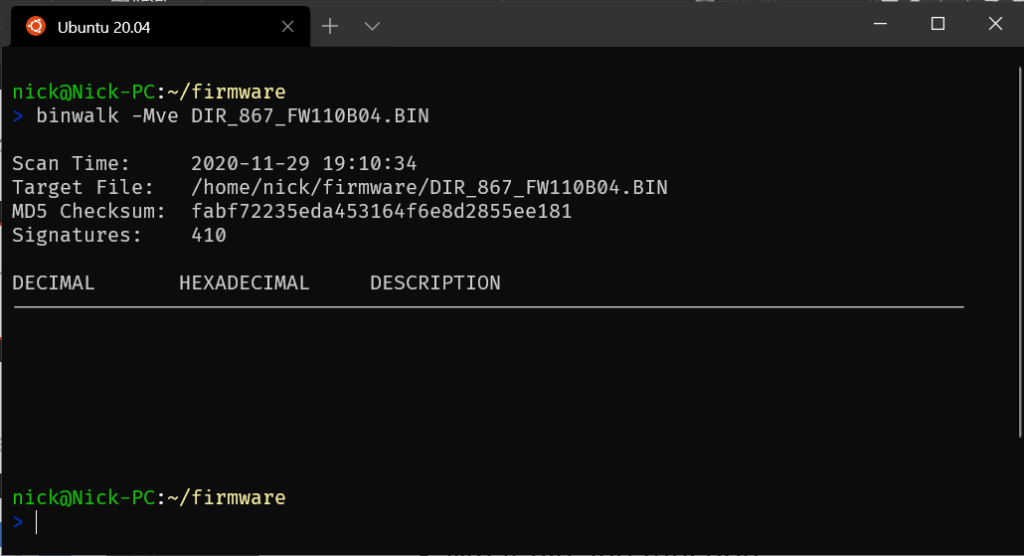 Ubuntu 20.04
nick@Nick-PC:~/firmware
> binwalk -Mve DIR_867_FW110B04.BIN
Scan Time: 2020-11-29 19:10:34
Target File: /home/nick/firmware/DIR_867_FW110B04.BIN
MD5 Checksum: fabf72235eda453164f6e8d2855ee181
Signatures: 410
DECIMAL HEXADECIMAL DESCRIPTION
nick@Nick-PC:~/firmware
>